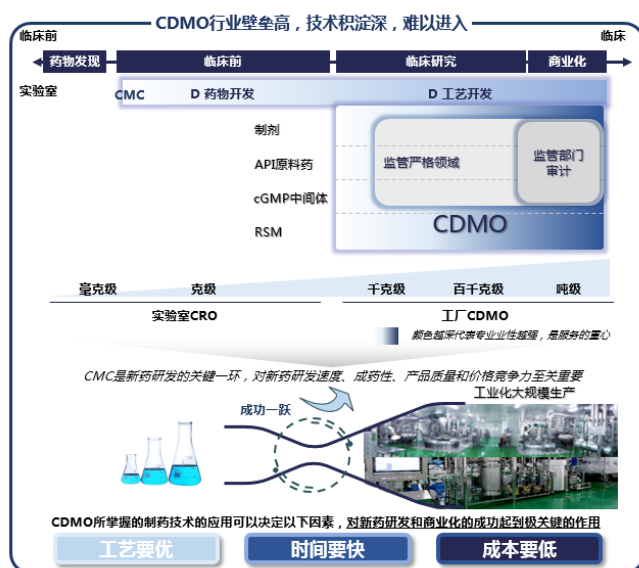 CDMO行业壁垒高，技术积淀深，难以进入
临床前 临床
药物发现 临床前 临床研究 商业化
实验室 CMC D 药物开发 D 工艺开发
制剂
API原料药 监管严格领域 监管部门
审计
cGMP中间体
RSM CDMO
毫克级 克级 千克级 百千克级 吨级
实验室CRO 工厂CDMO
颜色越深代表专业业性越强，是服务的重心
CMC是新药研发的关键一环，对新药研发速度、成药性、产品质量和价格竞争力至关重要
工业化大规模生产
成功一跃
CDMO所掌握的制药技术的应用可以决定以下因素，对新药研发和商业化的成功起到极关键的作用
工艺要优 时间要快 成本要低